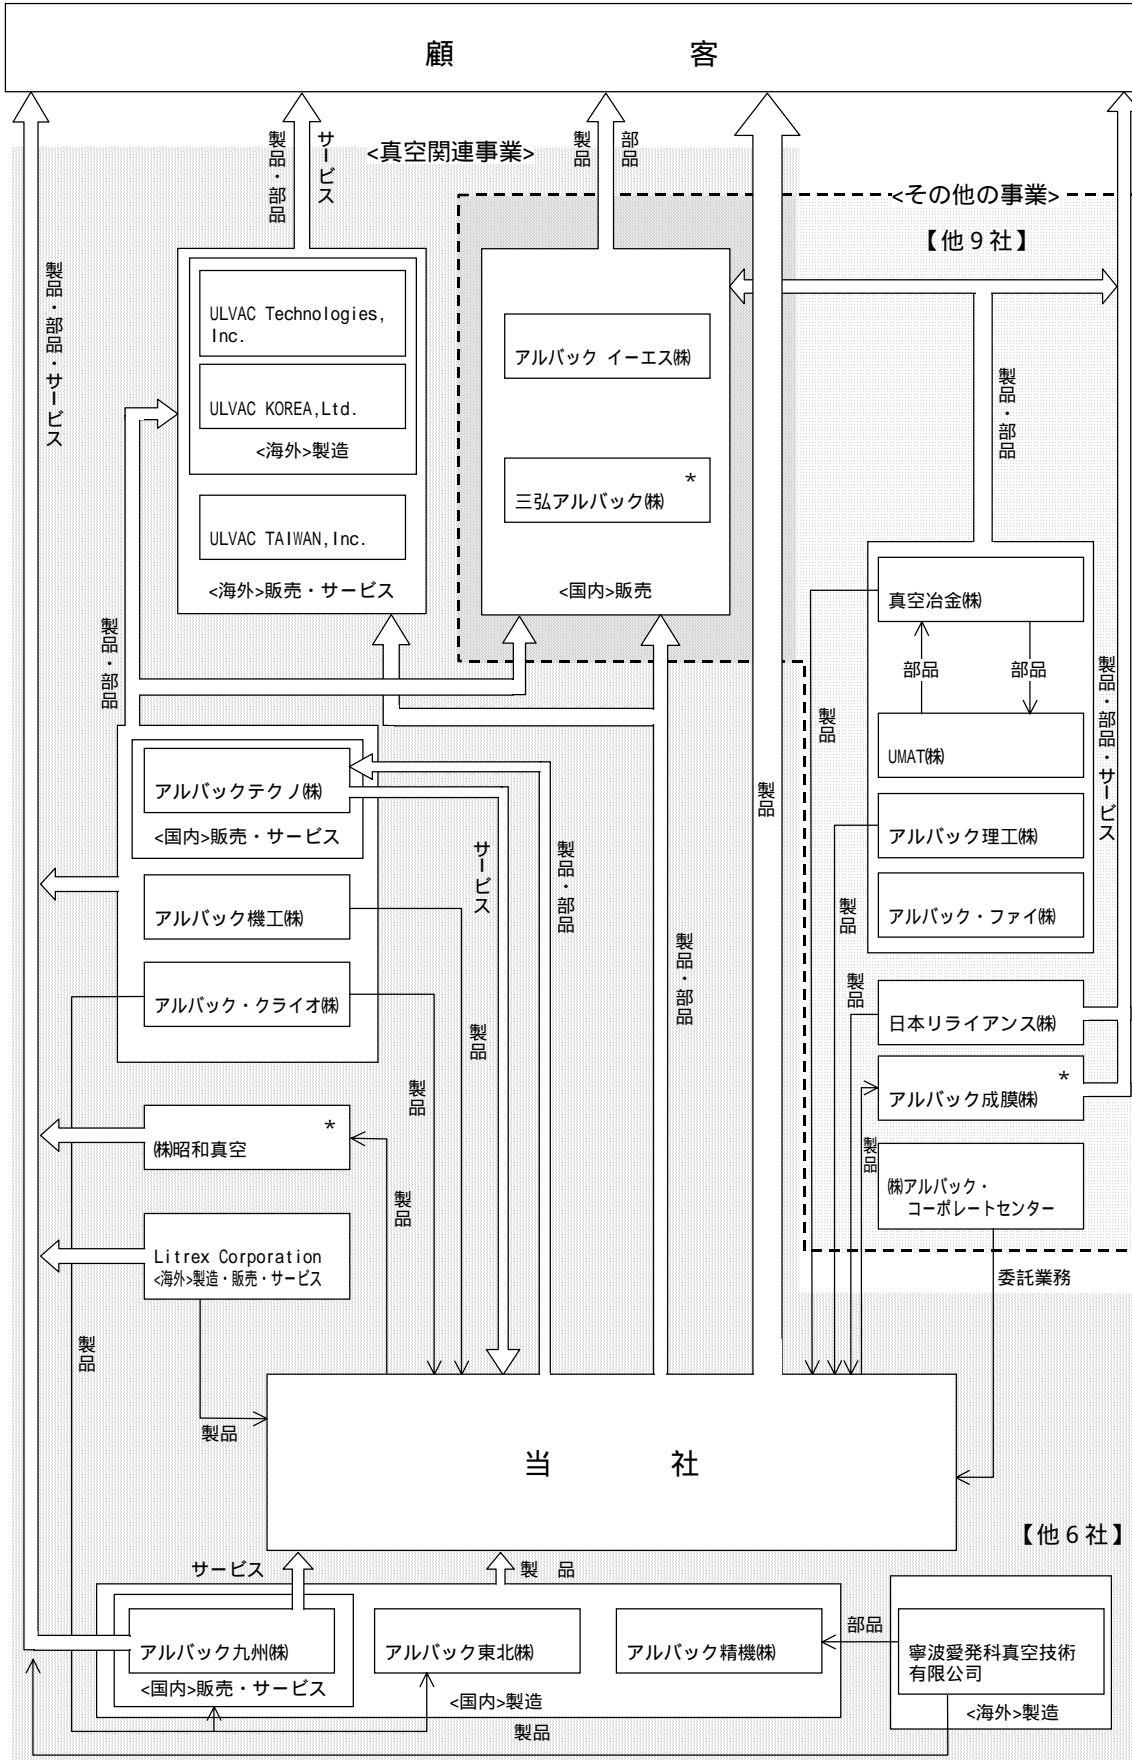 顧　客
製品・部品
サービス
<真空関連事業>
製品
部品
<その他の事業>
【他９社】
製品・部品・サービス
ULVAC Technologies,
Inc.
ULVAC KOREA,Ltd.
<海外>製造
ULVAC TAIWAN,Inc.
<海外>販売・サービス
アルバック イーエス㈱
三弘アルバック㈱
*
<国内>販売
製品・部品
真空冶金㈱
部品
部品
UMAT㈱
アルバック理工㈱
アルバック・ファイ㈱
製品・部品・サービス
製品・部品
製品
製品
アルバックテクノ㈱
<国内>販売・サービス
アルバック機工㈱
アルバック・クライオ㈱
サービス
製品・部品
製品・部品
製品
製品
製品
製品
日本リライアンス㈱
アルバック成膜㈱
*
製品
㈱アルバック・
コーポレートセンター
委託業務
㈱昭和真空
*
製品
Litrex Corporation
<海外>製造・販売・サービス
製品
製品
当　社
【他６社】
サービス
製　品
アルバック九州㈱
<国内>販売・サービス
アルバック東北㈱
アルバック精機㈱
<国内>製造
部品
寧波愛発科真空技術
有限公司
<海外>製造
製品